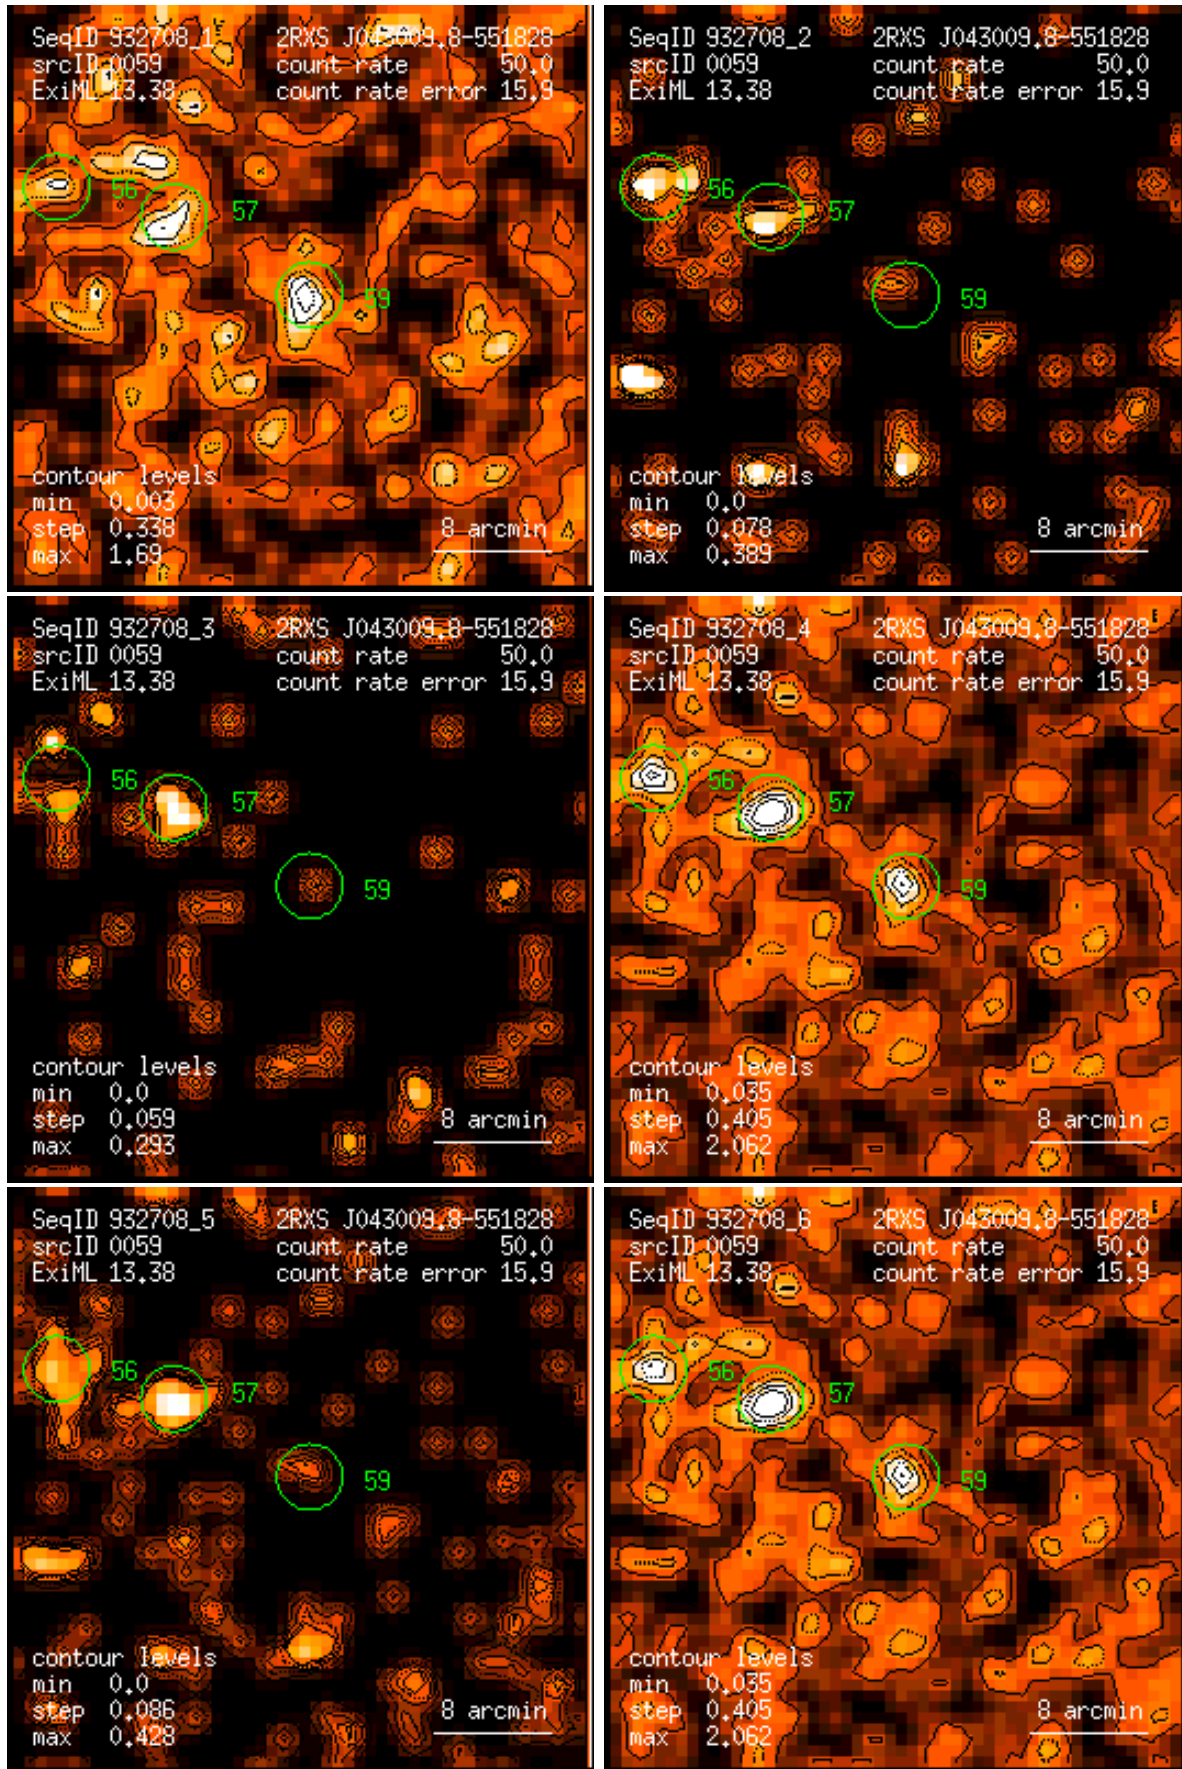 SeqID 932708_1 2RXS J043009.8-551828
srcID 0059 count rate 50.0
ExiML 13.38 count rate error 15.9
56
57
59
contour levels
min 0.003
step 0.338
max 1.69
8 arcmin
SeqID 932708_2 2RXS J043009.8-551828
srcID 0059 count rate 50.0
ExiML 13.38 count rate error 15.9
56
57
59
contour levels
min 0.0
step 0.078
max 0.389
8 arcmin
SeqID 932708_3 2RXS J043009.8-551828
srcID 0059 count rate 50.0
ExiML 13.38 count rate error 15.9
56
57
59
contour levels
min 0.0
step 0.059
max 0.293
8 arcmin
SeqID 932708_4 2RXS J043009.8-551828
srcID 0059 count rate 50.0
ExiML 13.38 count rate error 15.9
56
57
59
contour levels
min 0.035
step 0.405
max 2.062
8 arcmin
SeqID 932708_5 2RXS J043009.8-551828
srcID 0059 count rate 50.0
ExiML 13.38 count rate error 15.9
56
57
59
contour levels
min 0.0
step 0.086
max 0.428
8 arcmin
SeqID 932708_6 2RXS J043009.8-551828
srcID 0059 count rate 50.0
ExiML 13.38 count rate error 15.9
56
57
59
contour levels
min 0.035
step 0.405
max 2.062
8 arcmin